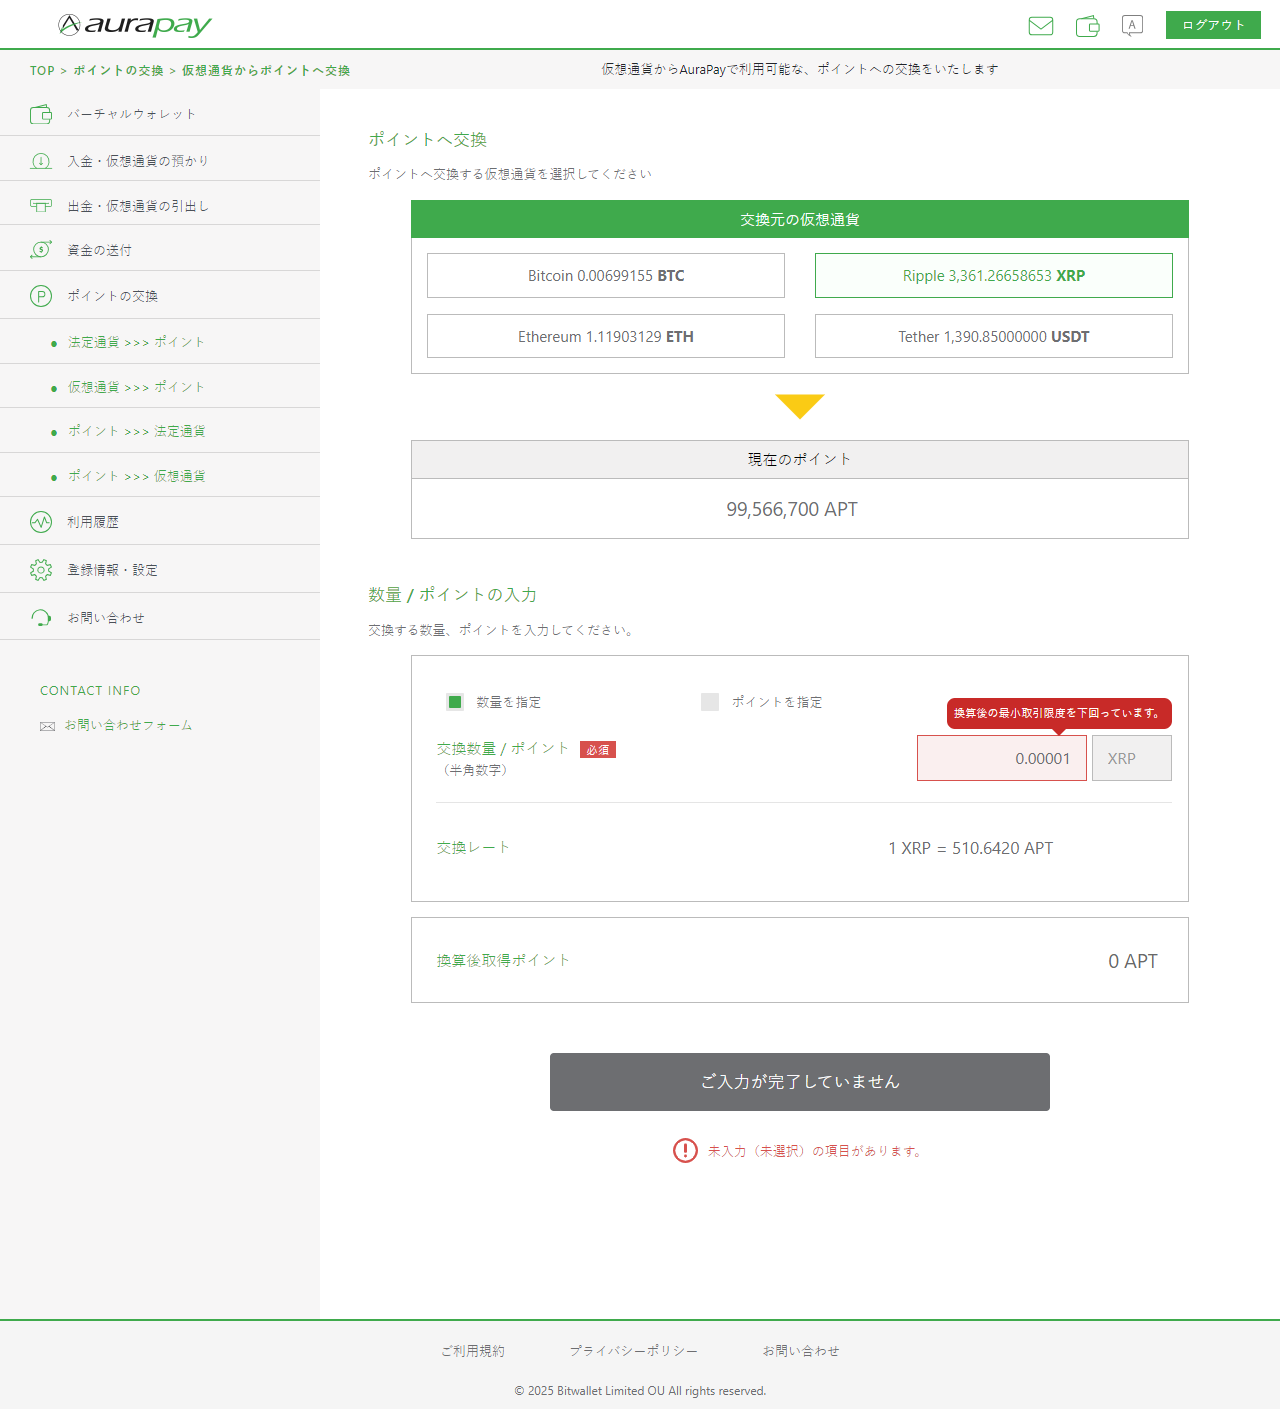 aurapay
A
ログアウト
TOP > ポイントの交換 > 仮想通貨からポイントへ交換
仮想通貨からAuraPayで利用可能な、ポイントへの交換をいたします
バーチャルウォレット
入金・仮想通貨の預かり
出金・仮想通貨の引出し
資金の送付
ポイントの交換
法定通貨 >>> ポイント
仮想通貨 >>> ポイント
ポイント >>> 法定通貨
ポイント >>> 仮想通貨
利用履歴
登録情報・設定
お問い合わせ
CONTACT INFO
お問い合わせフォーム
ポイントへ交換
ポイントへ交換する仮想通貨を選択してください
交換元の仮想通貨
Bitcoin 0.00699155 BTC
Ripple 3,361.26658653 XRP
Ethereum 1.11903129 ETH
Tether 1,390.85000000 USDT
現在のポイント
99,566,700 APT
数量 / ポイントの入力
交換する数量、ポイントを入力してください。
数量を指定
ポイントを指定
換算後の最小取引限度を下回っています。
交換数量 / ポイント 必須
（半角数字）
0.00001
XRP
交換レート
1 XRP = 510.6420 APT
換算後取得ポイント
0 APT
ご入力が完了していません
未入力（未選択）の項目があります。
ご利用規約
プライバシーポリシー
お問い合わせ
© 2025 Bitwallet Limited OU All rights reserved.